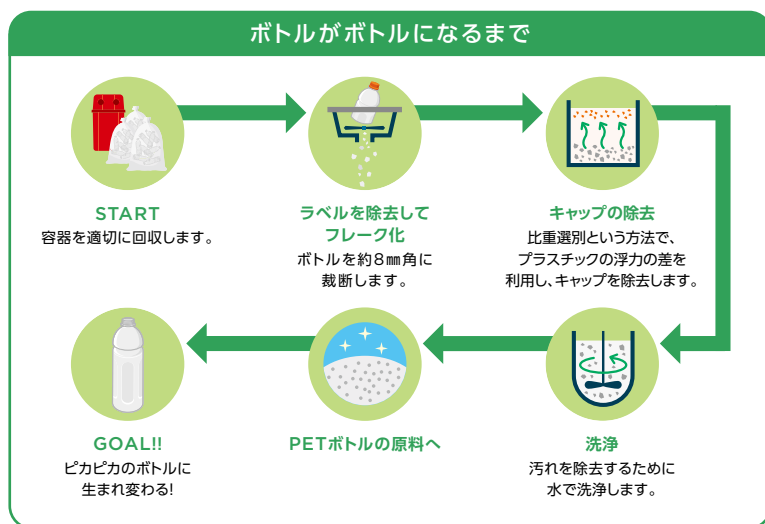 ボトルがボトルになるまで
START
容器を適切に回収します。
ラベルを除去して
フレーク化
ボトルを約8㎜角に
裁断します。
キャップの除去
比重選別という方法で、
プラスチックの浮力の差を
利用し、キャップを除去します。
洗浄
汚れを除去するために
水で洗浄します。
PETボトルの原料へ
GOAL!!
ピカピカのボトルに
生まれ変わる!